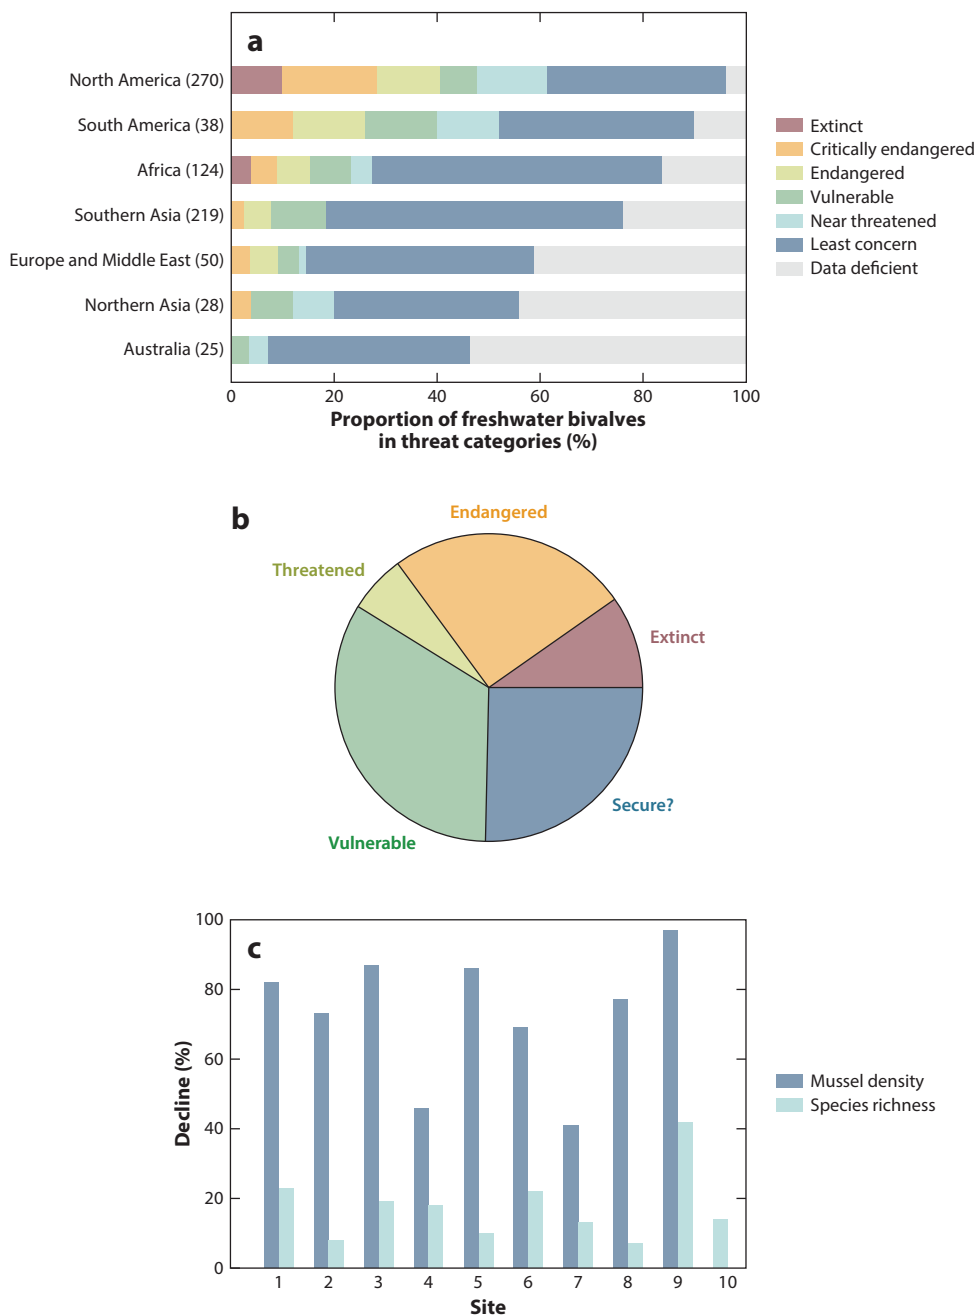 a
North America (270)
South America (38)
Africa (124)
Southern Asia (219)
Europe and Middle East (50)
Northern Asia (28)
Australia (25)
0 20 40 60 80 100
Proportion of freshwater bivalves
in threat categories (%)
Extinct
Critically endangered
Endangered
Vulnerable
Near threatened
Least concern
Data deficient
b
Endangered
Threatened
Extinct
Secure?
Vulnerable
c
100
80
60
40
20
0
Decline (%)
1 2 3 4 5 6 7 8 9 10
Site
Mussel density
Species richness